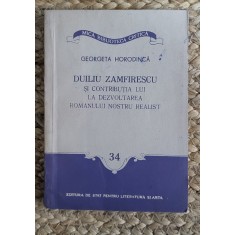 MICA BIBLIOTECĂ CRITICĂ
GEORGETA HORODINCĂ
DUILIU ZAMFIRESCU
ȘI CONTRIBUȚIA LUI
LA DEZVOLTAREA
ROMANULUI NOSTRU REALIST
34
EDITURA DE STAT PENTRU LITERATURĂ ȘI ARTĂ